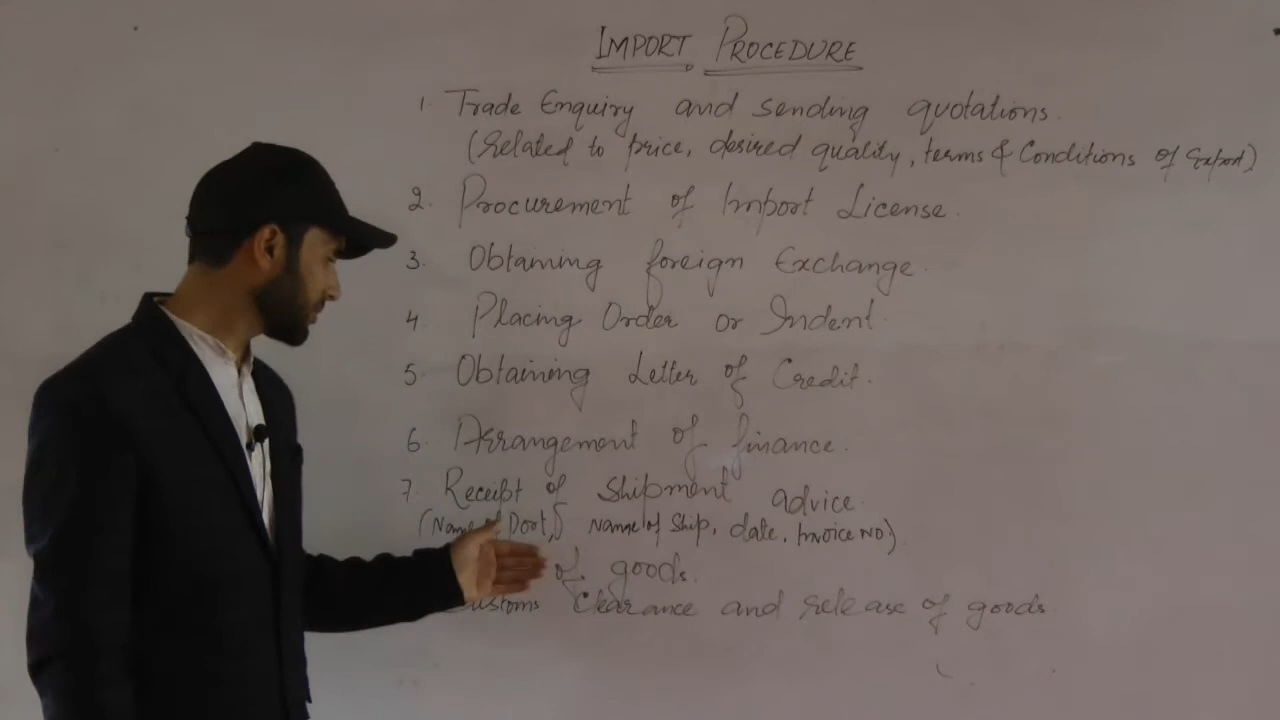 IMPORT PROCEDURE
1. Trade Enquiry and sending quotations.
(related to price, desired quality, terms & Conditions of Export)
2. Procurement of Import License.
3. Obtaining foreign Exchange.
4 Placing Order or Indent.
5 Obtaining Letter of Credit.
6. Arrangement of finance.
7 Receipt of Shipment advice
(Name of Port, Name of Ship, date, Invoice NO)
of goods.
Customs Clearance and release of goods